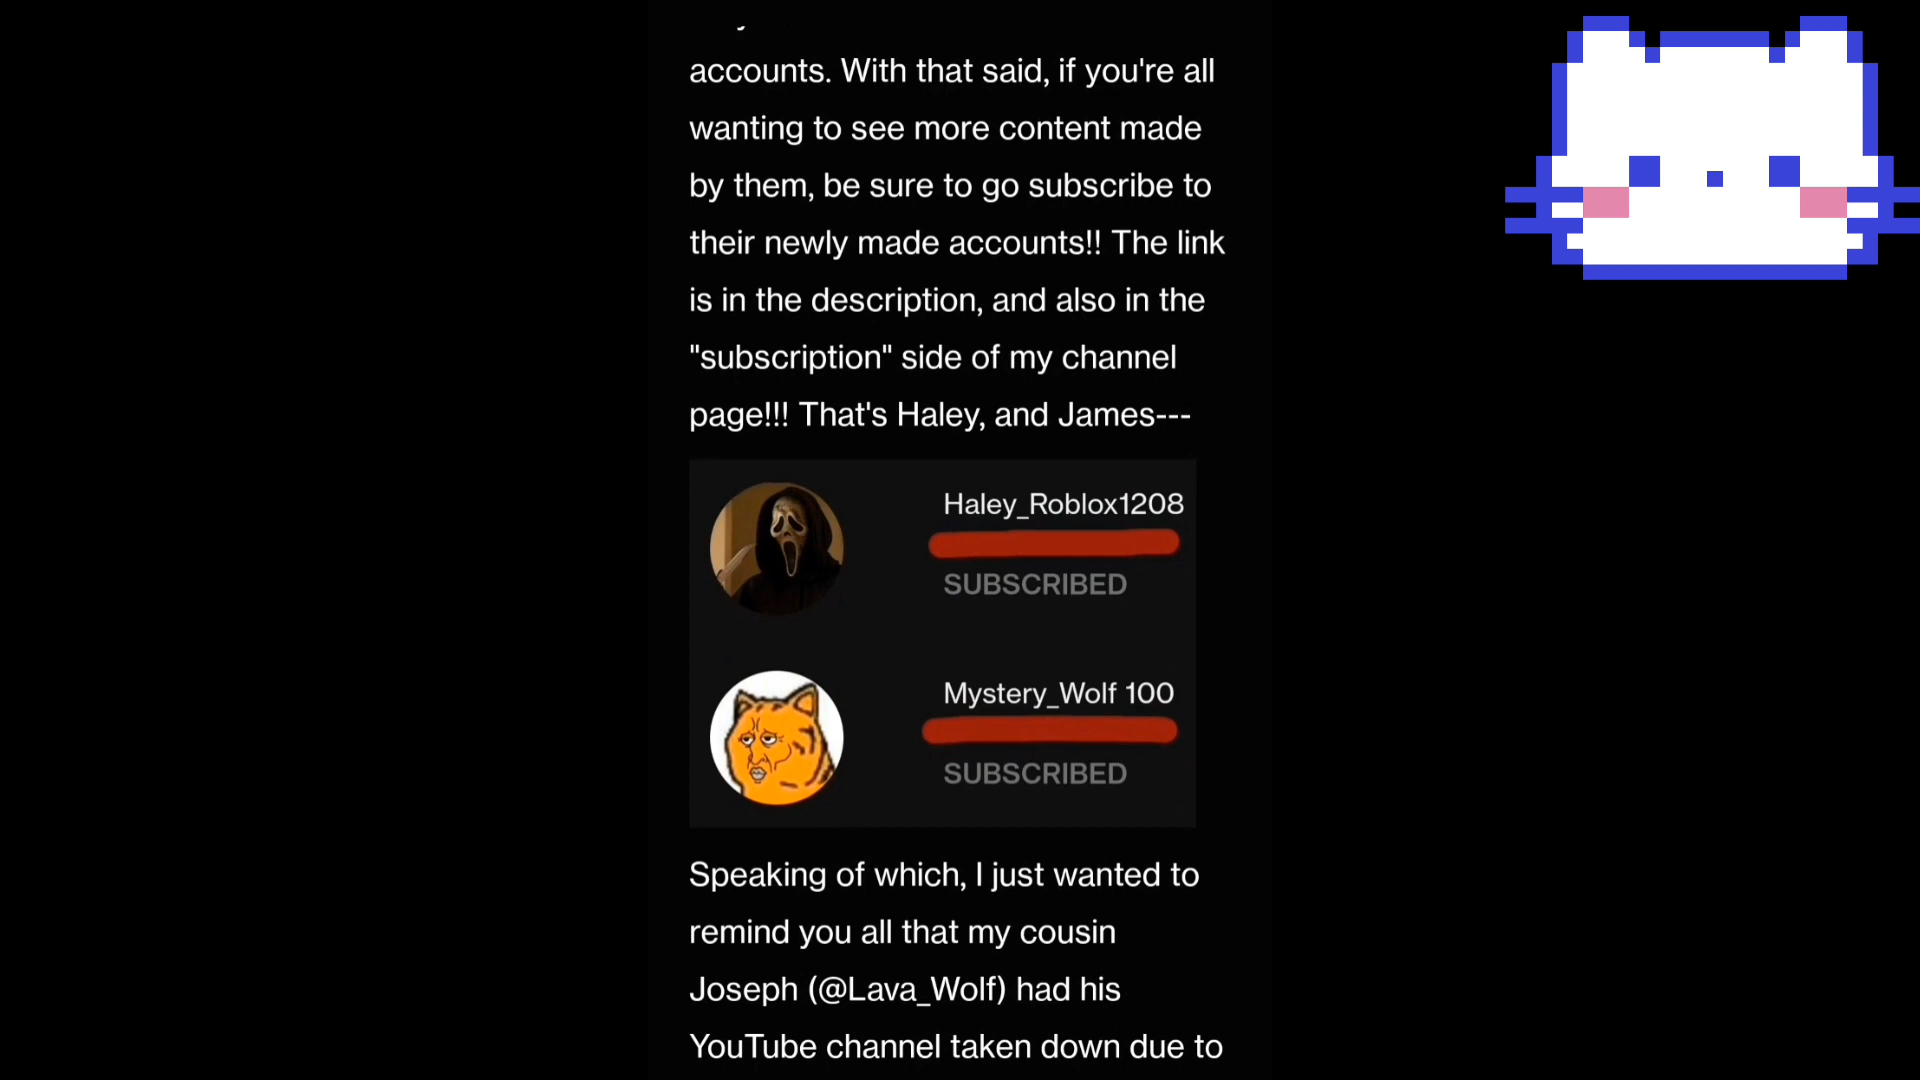 accounts. With that said, if you're all
wanting to see more content made
by them, be sure to go subscribe to
their newly made accounts!! The link
is in the description, and also in the
"subscription" side of my channel
page!!! That's Haley, and James---
Haley_Roblox1208
SUBSCRIBED
Mystery_Wolf 100
SUBSCRIBED
Speaking of which, I just wanted to
remind you all that my cousin
Joseph (@Lava_Wolf) had his
YouTube channel taken down due to